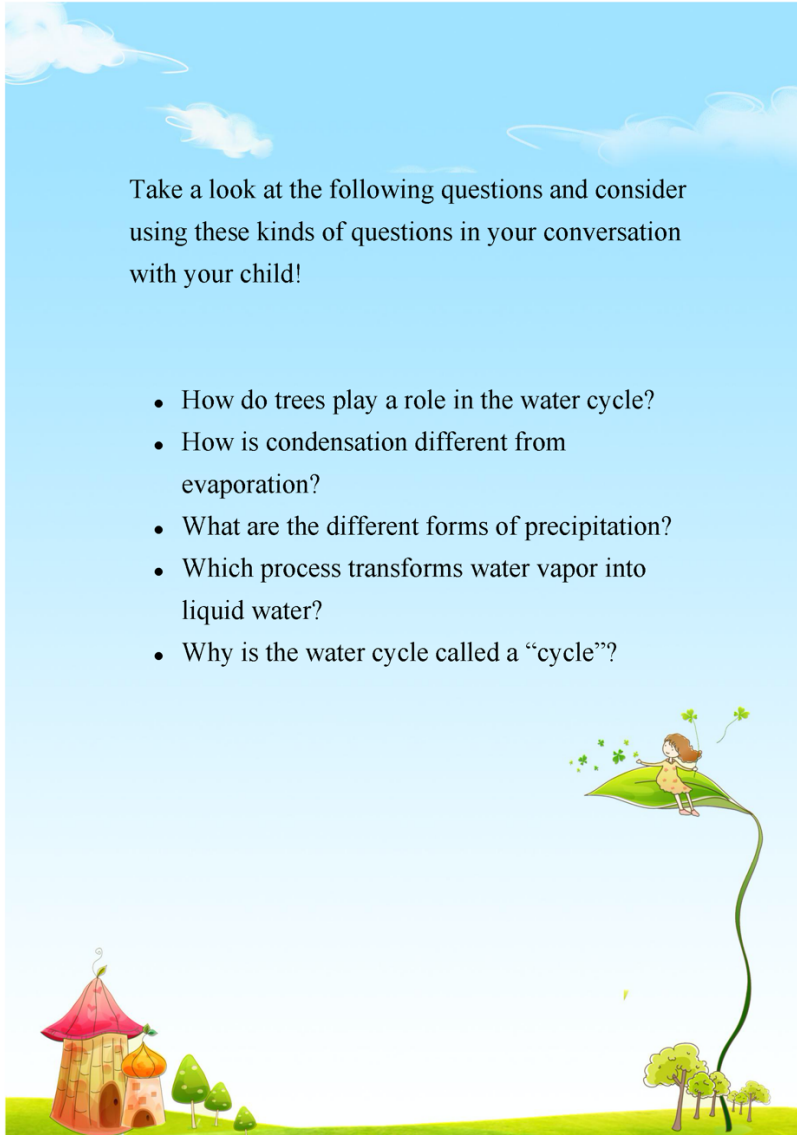 Take a look at the following questions and consider
using these kinds of questions in your conversation
with your child!
● How do trees play a role in the water cycle?
● How is condensation different from
evaporation?
● What are the different forms of precipitation?
● Which process transforms water vapor into
liquid water?
● Why is the water cycle called a “cycle”?